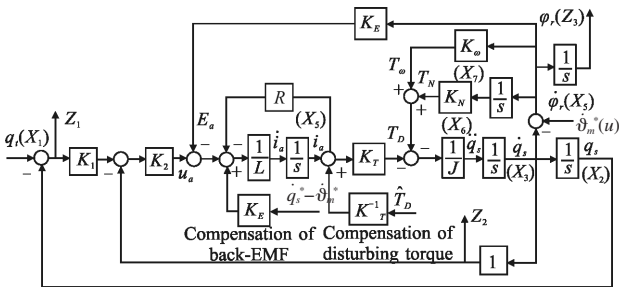 K_E
φ_r(Z_3)
K_ω
1/s
T_ω
T_N
(X_7)
K_N
1/s
R
(X_5)
φ̇_r(X_5)
ϑ̇_m*(u)
q_t(X_1)
Z_1
E_a
T_D
(X_6)
K_1
K_2
u_a
1/L
i̇_a
1/s
i_a
K_T
1/J
q̈_s
1/s
q̇_s
(X_3)
1/s
q_s
(X_2)
K_E
q̇_s* − ϑ̇_m*
K_T^{-1}
T̂_D
Z_2
Compensation of back-EMF
Compensation of disturbing torque
1
+ + + + + +
− − − − − − −